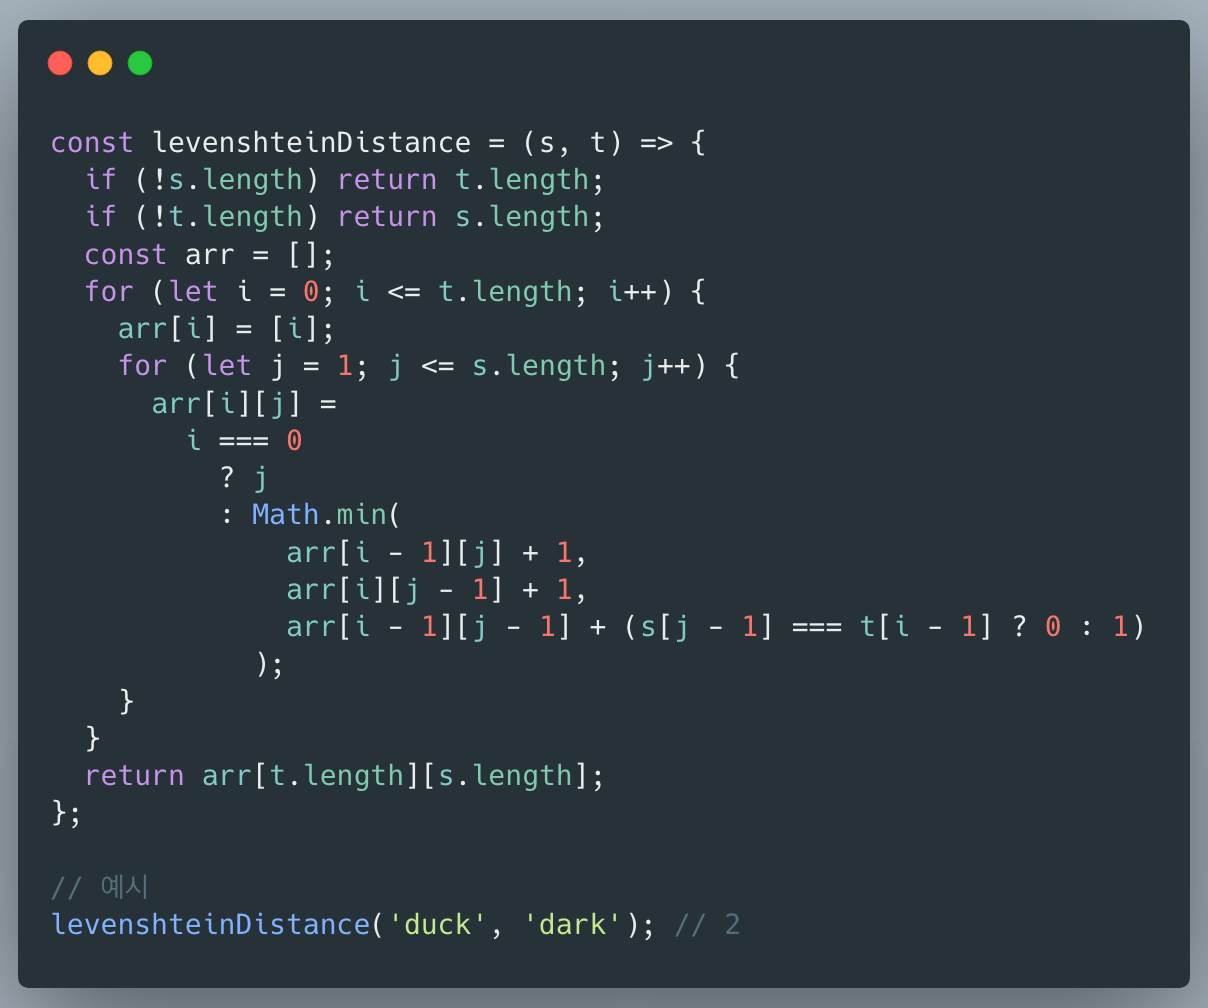 const levenshteinDistance = (s, t) => {
  if (!s.length) return t.length;
  if (!t.length) return s.length;
  const arr = [];
  for (let i = 0; i <= t.length; i++) {
    arr[i] = [i];
    for (let j = 1; j <= s.length; j++) {
      arr[i][j] =
        i === 0
          ? j
          : Math.min(
              arr[i - 1][j] + 1,
              arr[i][j - 1] + 1,
              arr[i - 1][j - 1] + (s[j - 1] === t[i - 1] ? 0 : 1)
            );
    }
  }
  return arr[t.length][s.length];
};

// 예시
levenshteinDistance('duck', 'dark'); // 2